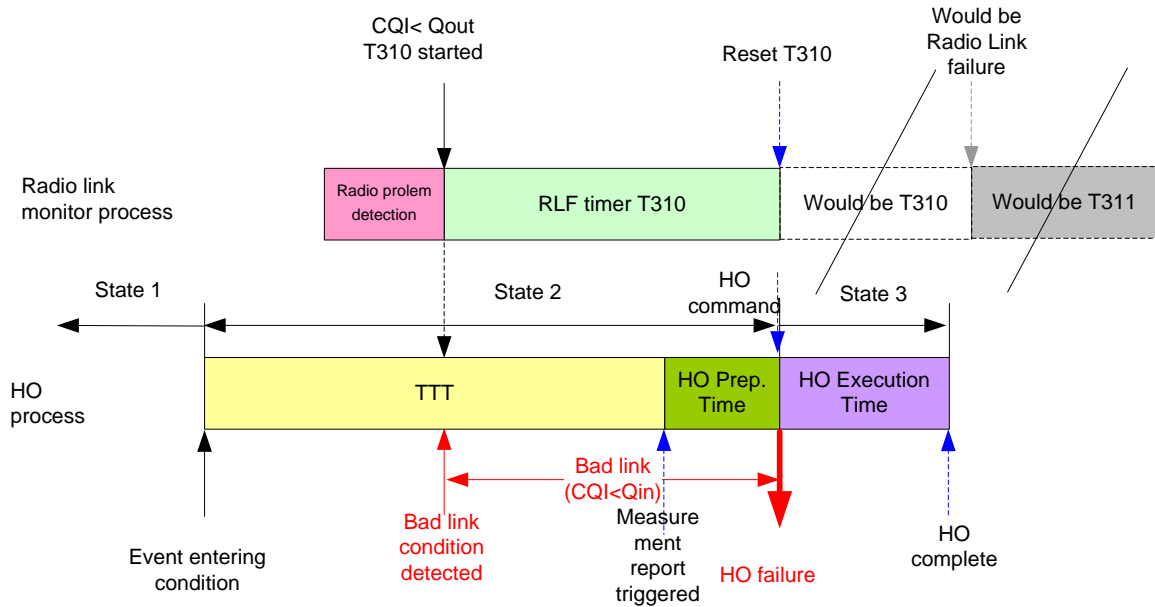 CQI< Qout
T310 started
Reset T310
Would be
Radio Link
failure
Radio link
monitor process
Radio prolem
detection
RLF timer T310
Would be T310
Would be T311
State 1
State 2
HO
command
State 3
HO
process
TTT
HO Prep.
Time
HO Execution
Time
Bad link
(CQI<Qin)
Event entering
condition
Bad link
condition
detected
Measure
ment
report
triggered
HO failure
HO
complete